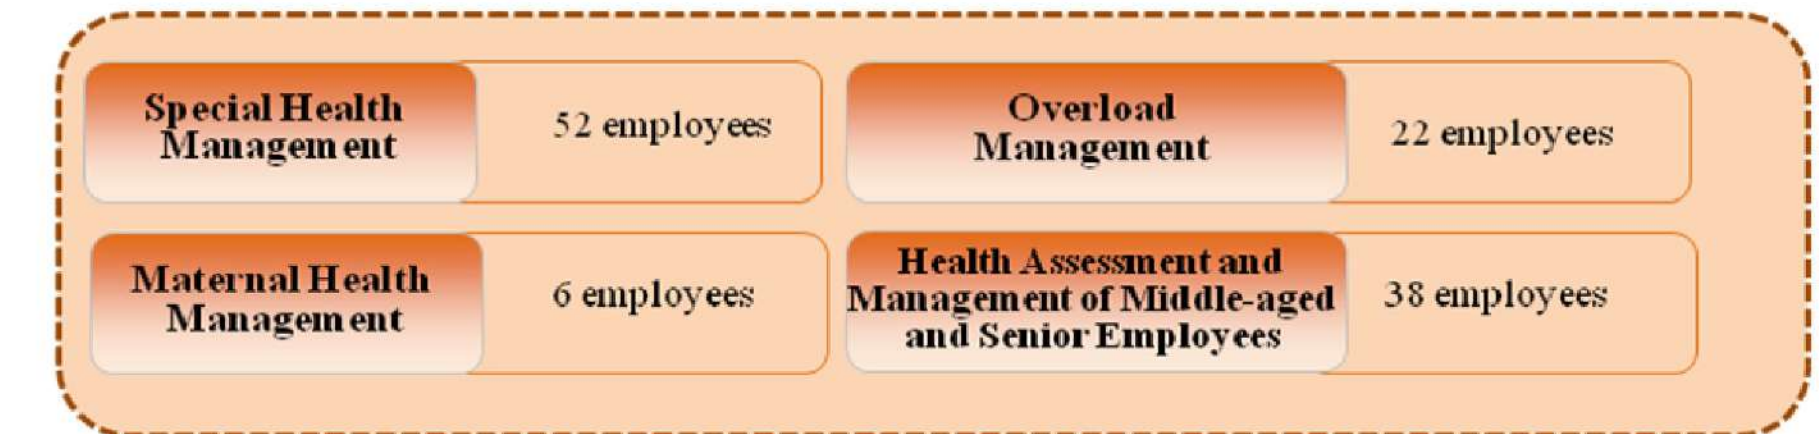 Special Health
Management
52 employees
Overload
Management
22 employees
Maternal Health
Management
6 employees
Health Assessment and
Management of Middle-aged
and Senior Employees
38 employees